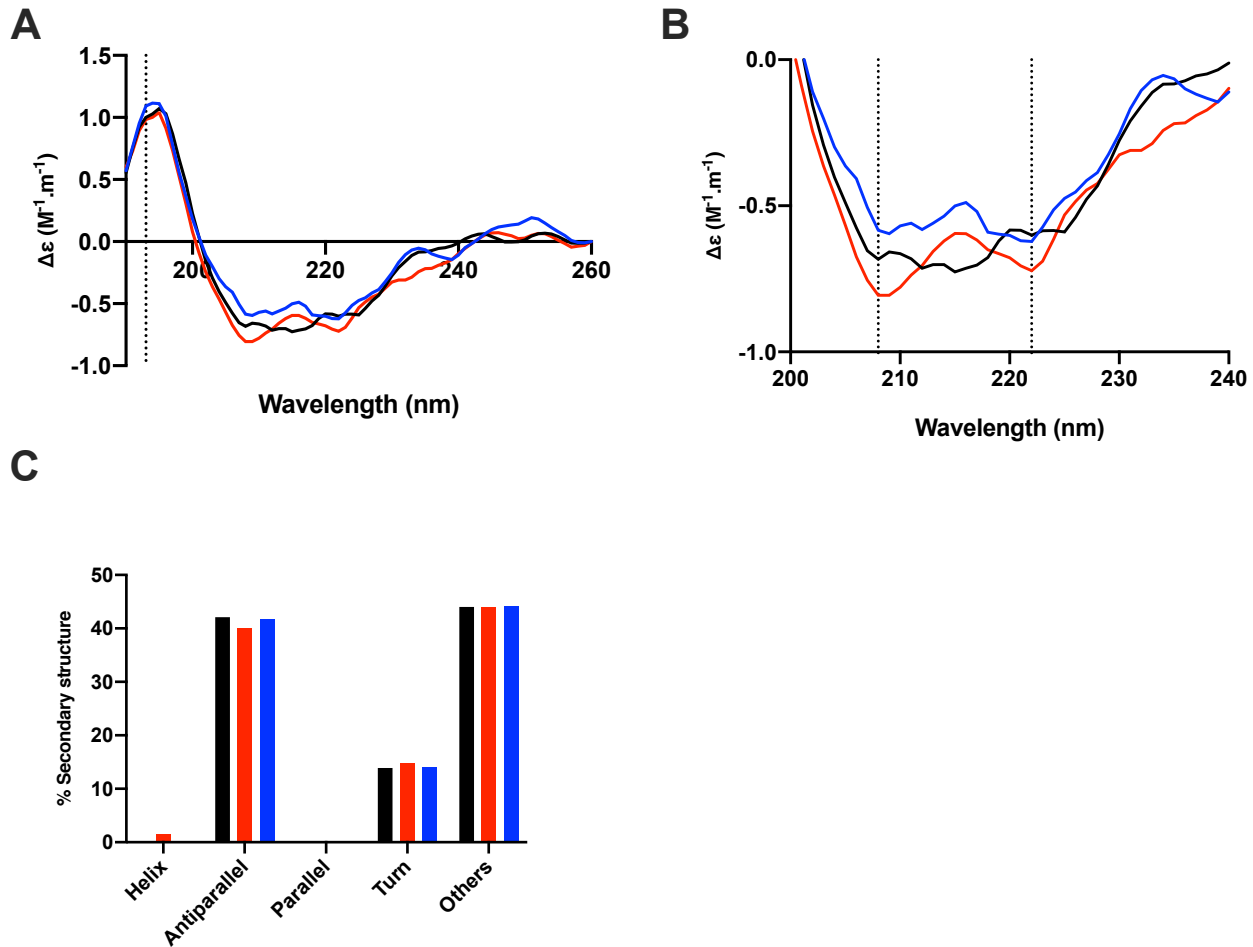 A
1.5
1.0
0.5
0.0
-0.5
-1.0
Δε (M⁻¹.m⁻¹)
200
220
240
260
Wavelength (nm)
B
0.0
-0.5
-1.0
Δε (M⁻¹.m⁻¹)
200
210
220
230
240
Wavelength (nm)
C
50
40
30
20
10
0
% Secondary structure
Helix
Antiparallel
Parallel
Turn
Others